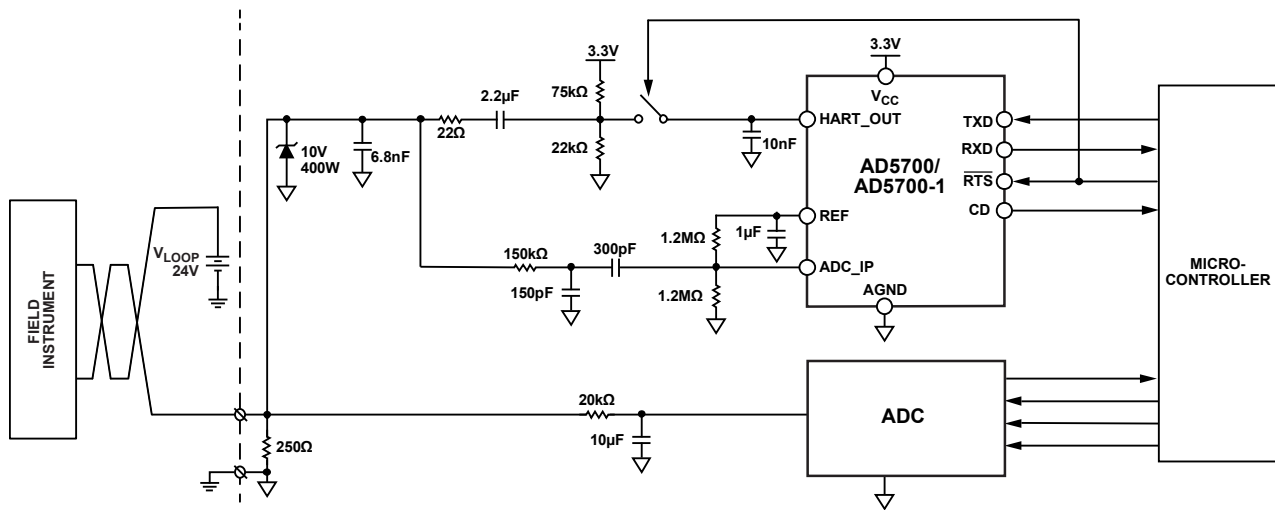 3.3V
3.3V
75kΩ
2.2µF
22Ω
22kΩ
VCC
HART_OUT
TXD
10V
400W
6.8nF
10nF
RXD
AD5700/
AD5700-1
RTS
REF
CD
1.2MΩ
1µF
VLOOP
24V
150kΩ
300pF
ADC_IP
150pF
1.2MΩ
AGND
MICRO-
CONTROLLER
FIELD
INSTRUMENT
20kΩ
ADC
10µF
250Ω